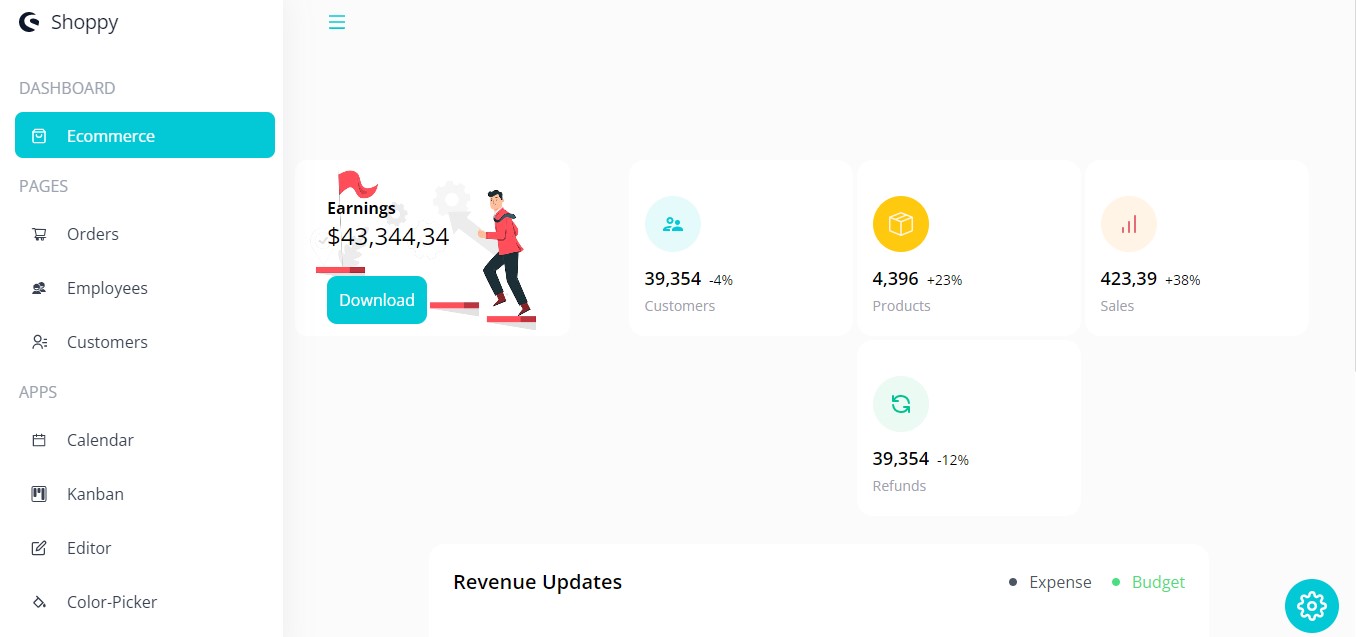 Shoppy
DASHBOARD
Ecommerce
PAGES
Orders
Employees
Customers
APPS
Calendar
Kanban
Editor
Color-Picker
Earnings
$43,344,34
Download
39,354 -4%
Customers
4,396 +23%
Products
423,39 +38%
Sales
39,354 -12%
Refunds
Revenue Updates
Expense
Budget